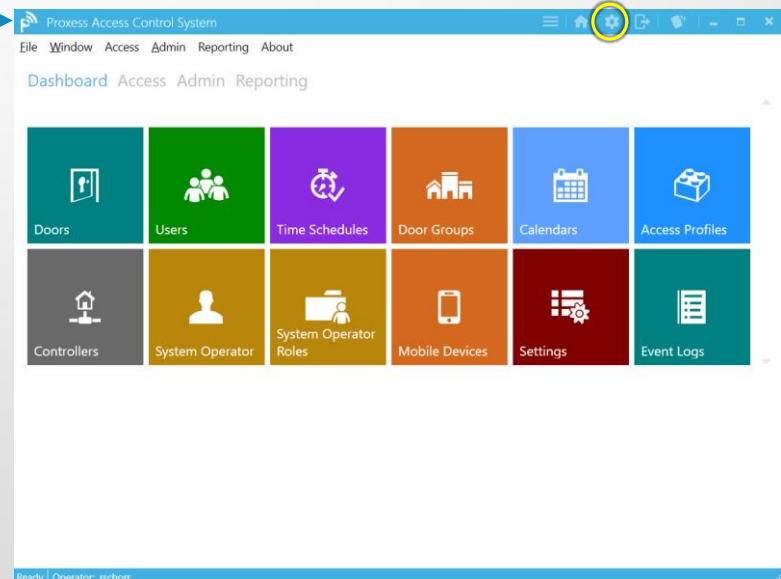 Proxess Access Control System
File Window Access Admin Reporting About
Dashboard Access Admin Reporting
Doors
Users
Time Schedules
Door Groups
Calendars
Access Profiles
Controllers
System Operator
System Operator Roles
Mobile Devices
Settings
Event Logs
Ready Operator: rschorr